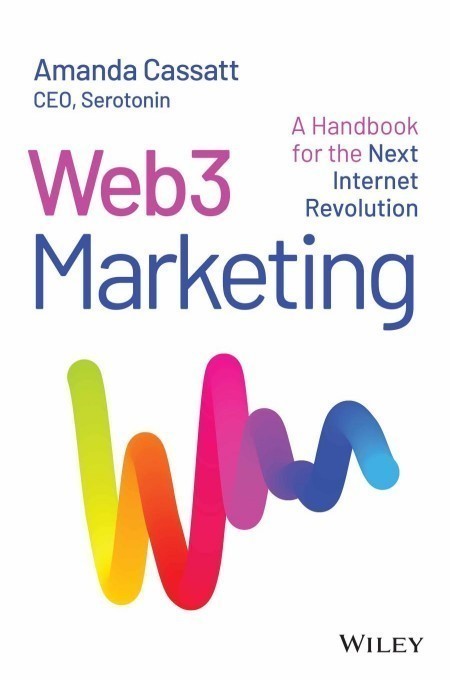 Amanda Cassatt
CEO, Serotonin
A Handbook
for the Next
Internet
Revolution
Web3
Marketing
WILEY